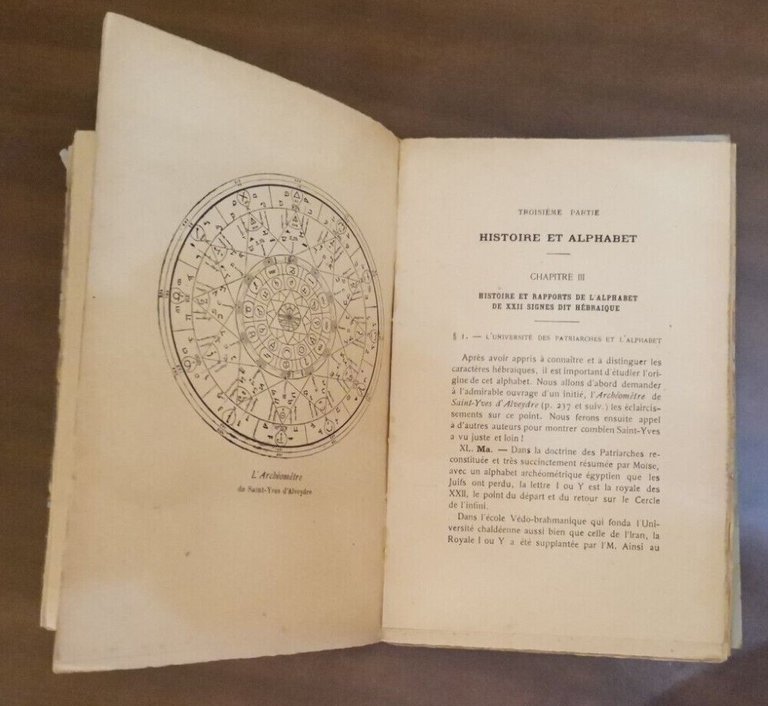 L'Archéomètre
de Saint-Yves d'Alveydre
TROISIÈME PARTIE
HISTOIRE ET ALPHABET
CHAPITRE III
HISTOIRE ET RAPPORTS DE L'ALPHABET
DE XXII SIGNES DIT HÉBRAIQUE
§ I. — L'UNIVERSITÉ DES PATRIARCHES ET L'ALPHABET
Après avoir appris à connaître et à distinguer les
caractères hébraïques, il est important d'étudier l'ori-
gine de cet alphabet. Nous allons d'abord demander
à l'admirable ouvrage d'un initié, l'Archéomètre de
Saint-Yves d'Alveydre (p. 237 et suiv.) les éclaircis-
sements sur ce point. Nous ferons ensuite appel
à d'autres auteurs pour montrer combien Saint-Yves
a vu juste et loin !
XL. Ma. — Dans la doctrine des Patriarches re-
constituée et très succinctement résumée par Moïse,
avec un alphabet archéométrique égyptien que les
Juifs ont perdu, la lettre I ou Y est la royale des
XXII, le point du départ et du retour sur le Cercle
de l'infini.
Dans l'école Védo-brahmanique qui fonda l'Uni-
versité chaldéenne aussi bien que celle de l'Iran, la
Royale I ou Y a été supplantée par l'M. Ainsi au